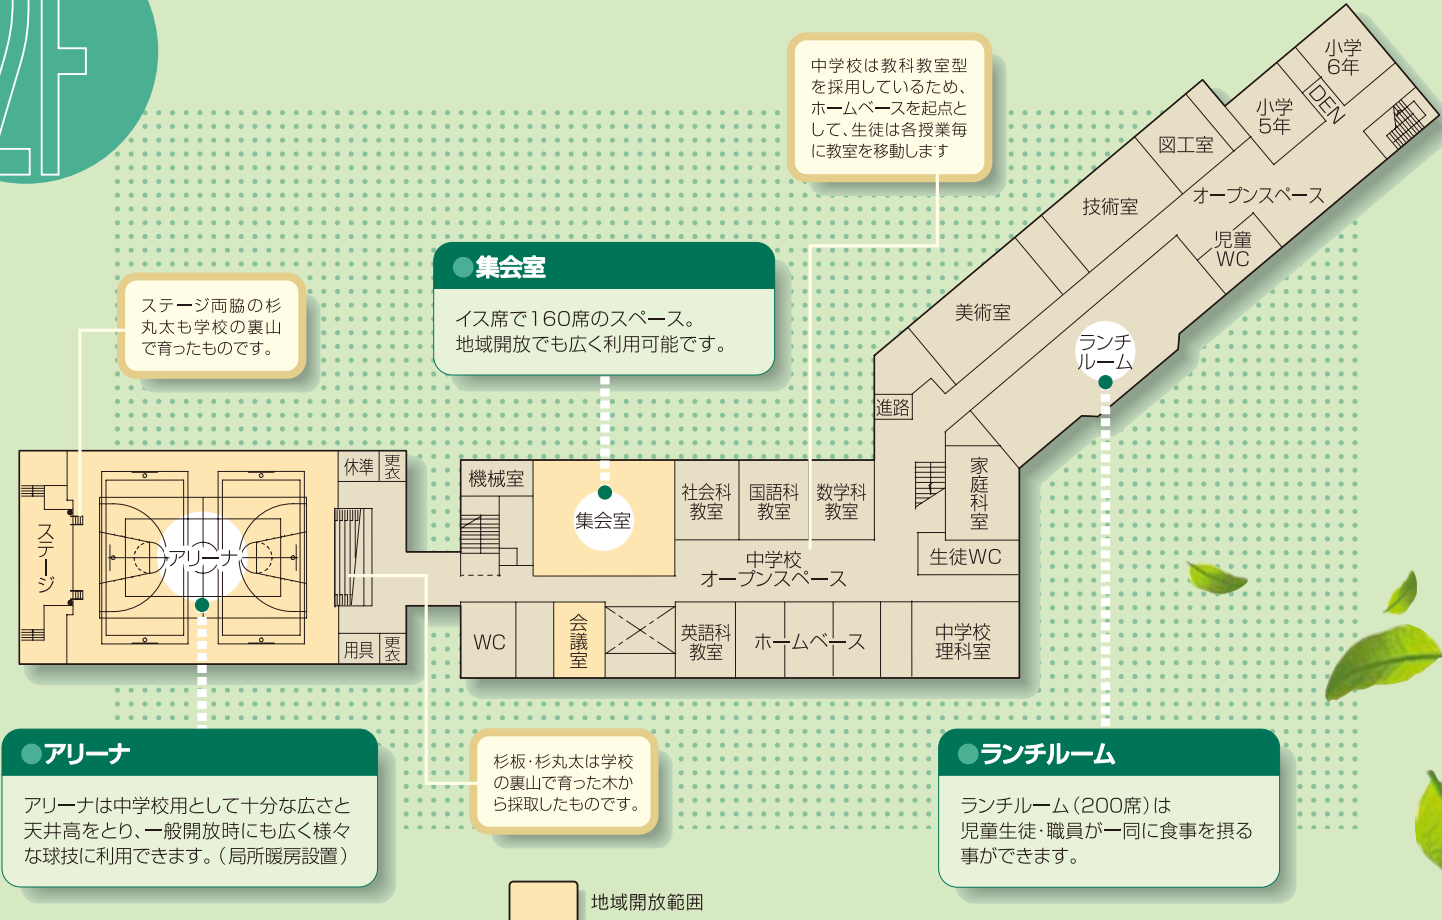 中学校は教科教室型
を採用しているため、
ホームベースを起点と
して、生徒は各授業毎
に教室を移動します
小学
6年
小学
5年
DEN
図工室
技術室
オープンスペース
児童
WC
美術室
ランチ
ルーム
進路
●集会室
イス席で160席のスペース。
地域開放でも広く利用可能です。
ステージ両脇の杉
丸太も学校の裏山
で育ったものです。
休準
更衣
ステージ
アリーナ
用具
更衣
機械室
集会室
社会科
教室
国語科
教室
数学科
教室
家庭科室
中学校
オープンスペース
生徒WC
WC
会議室
英語科
教室
ホームベース
中学校
理科室
●アリーナ
アリーナは中学校用として十分な広さと
天井高をとり、一般開放時にも広く様々
な球技に利用できます。(局所暖房設置)
杉板・杉丸太は学校
の裏山で育った木か
ら採取したものです。
●ランチルーム
ランチルーム(200席)は
児童生徒・職員が一同に食事を摂る
事ができます。
地域開放範囲